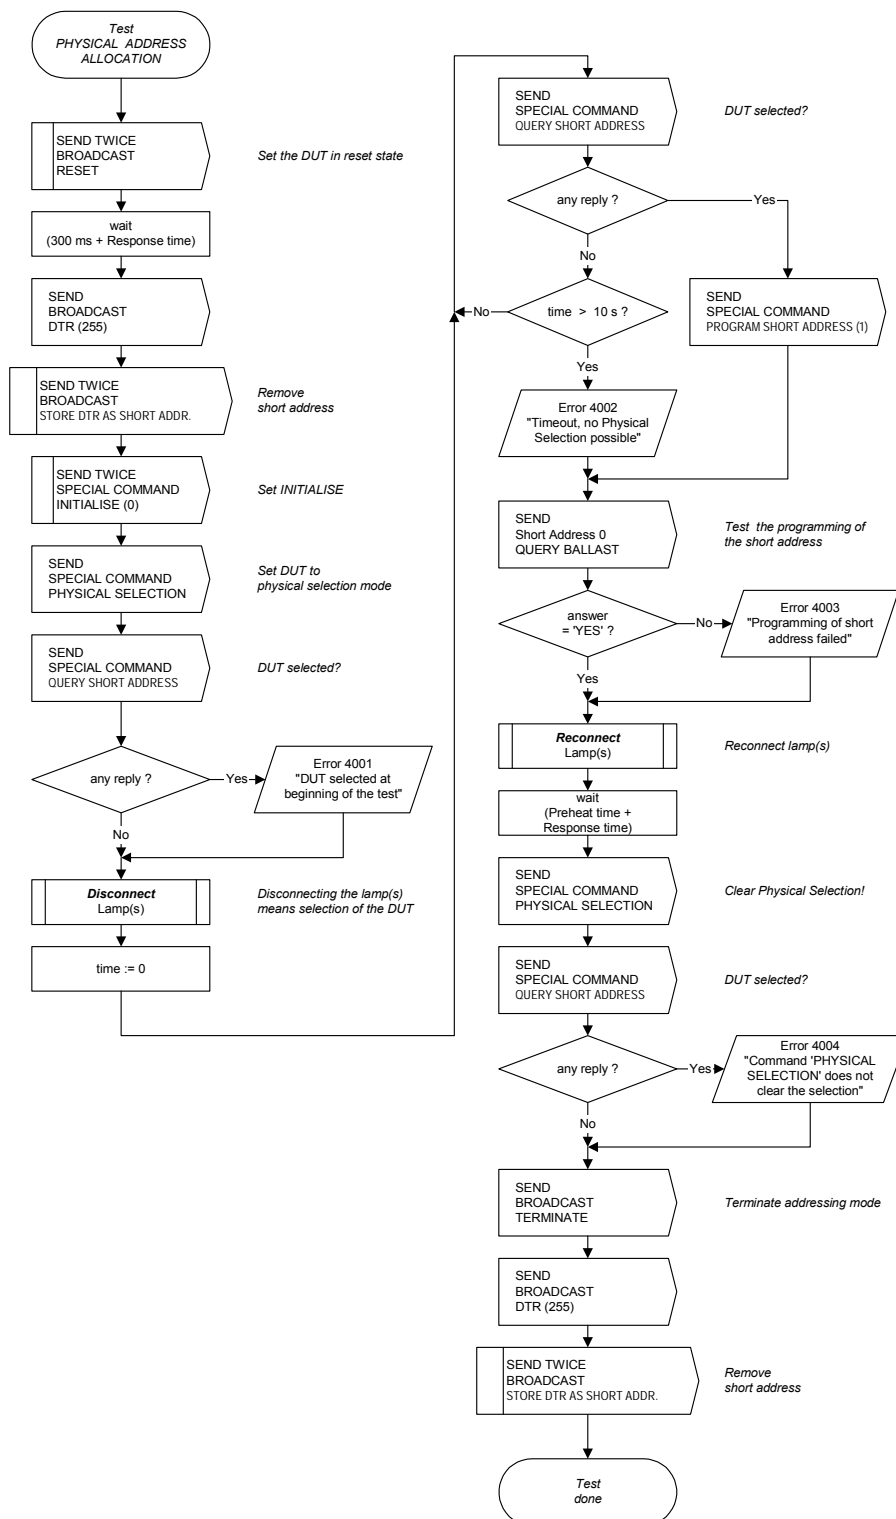 Test
PHYSICAL ADDRESS
ALLOCATION
SEND TWICE
BROADCAST
RESET
Set the DUT in reset state
wait
(300 ms + Response time)
SEND
BROADCAST
DTR (255)
SEND TWICE
BROADCAST
STORE DTR AS SHORT ADDR.
Remove
short address
SEND TWICE
SPECIAL COMMAND
INITIALISE (0)
Set INITIALISE
SEND
SPECIAL COMMAND
PHYSICAL SELECTION
Set DUT to
physical selection mode
SEND
SPECIAL COMMAND
QUERY SHORT ADDRESS
DUT selected?
any reply ?
Yes
Error 4001
"DUT selected at
beginning of the test"
No
Disconnect
Lamp(s)
Disconnecting the lamp(s)
means selection of the DUT
time := 0
SEND
SPECIAL COMMAND
QUERY SHORT ADDRESS
DUT selected?
any reply ?
Yes
No
SEND
SPECIAL COMMAND
PROGRAM SHORT ADDRESS (1)
No
time > 10 s ?
Yes
Error 4002
"Timeout, no Physical
Selection possible"
SEND
Short Address 0
QUERY BALLAST
Test the programming of
the short address
answer
= 'YES' ?
No
Error 4003
"Programming of short
address failed"
Yes
Reconnect
Lamp(s)
Reconnect lamp(s)
wait
(Preheat time +
Response time)
SEND
SPECIAL COMMAND
PHYSICAL SELECTION
Clear Physical Selection!
SEND
SPECIAL COMMAND
QUERY SHORT ADDRESS
DUT selected?
any reply ?
Yes
Error 4004
"Command 'PHYSICAL
SELECTION' does not
clear the selection"
No
SEND
BROADCAST
TERMINATE
Terminate addressing mode
SEND
BROADCAST
DTR (255)
SEND TWICE
BROADCAST
STORE DTR AS SHORT ADDR.
Remove
short address
Test
done